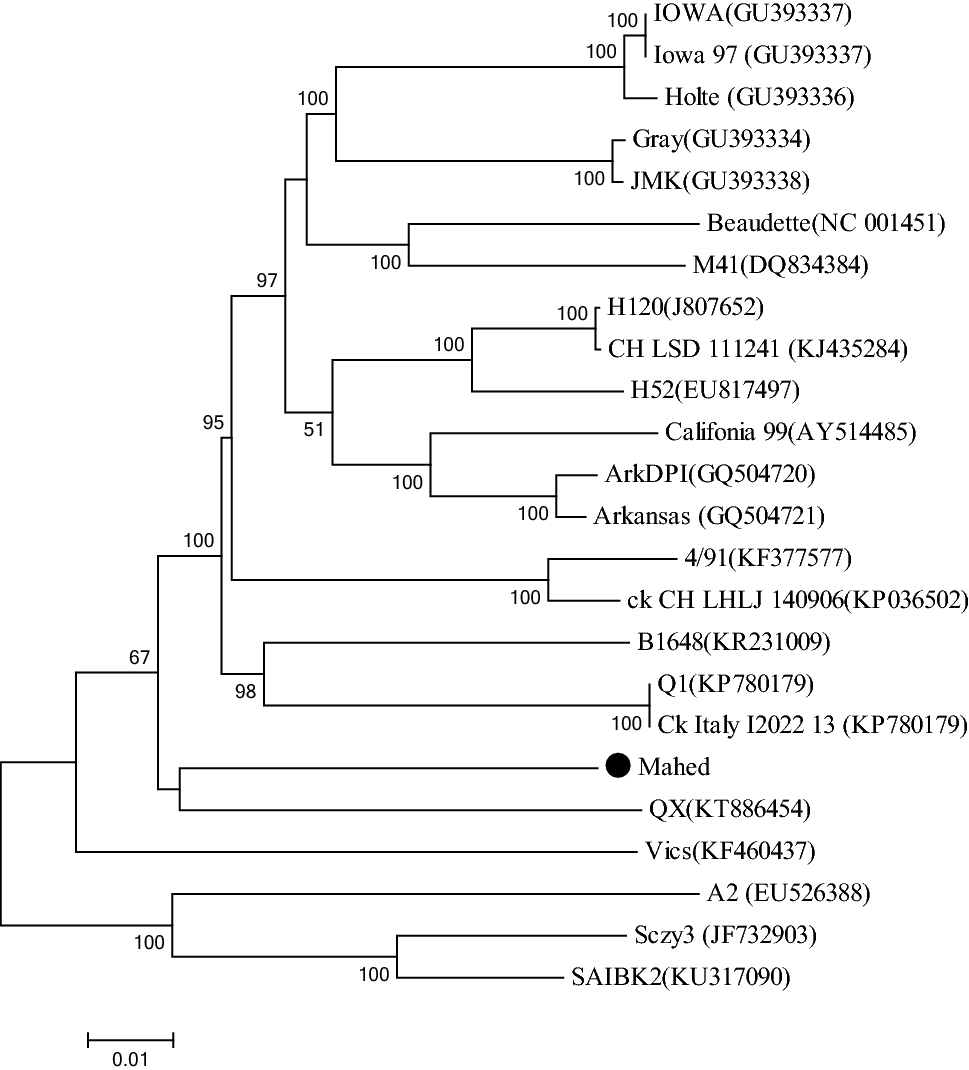 100
IOWA(GU393337)
100
Iowa 97 (GU393337)
Holte (GU393336)
100
Gray(GU393334)
100
JMK(GU393338)
Beaudette(NC 001451)
100
M41(DQ834384)
97
100
H120(J807652)
100
CH LSD 111241 (KJ435284)
H52(EU817497)
95
51
Califonia 99(AY514485)
100
ArkDPI(GQ504720)
100
Arkansas (GQ504721)
100
4/91(KF377577)
100
ck CH LHLJ 140906(KP036502)
67
B1648(KR231009)
98
Q1(KP780179)
100
Ck Italy I2022 13 (KP780179)
Mahed
QX(KT886454)
Vics(KF460437)
A2 (EU526388)
100
Sczy3 (JF732903)
100
SAIBK2(KU317090)
0.01